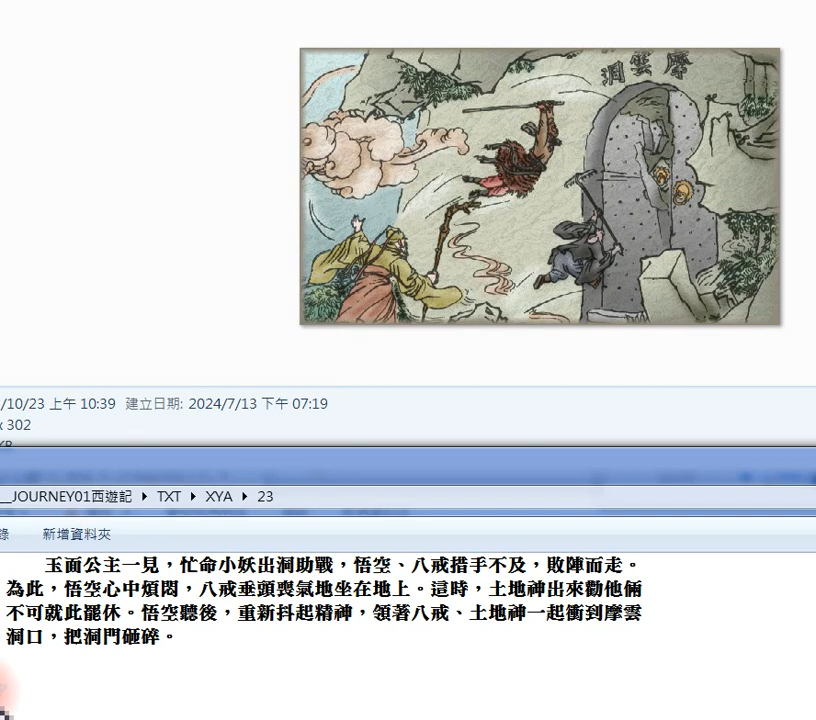 摩雲洞
/10/23 上午 10:39 建立日期: 2024/7/13 下午 07:19
x 302
KB
__JOURNEY01西遊記 ▸ TXT ▸ XYA ▸ 23
錄 新增資料夾
玉面公主一見，忙命小妖出洞助戰，悟空、八戒措手不及，敗陣而走。
為此，悟空心中煩悶，八戒垂頭喪氣地坐在地上。這時，土地神出來勸他倆
不可就此罷休。悟空聽後，重新抖起精神，領著八戒、土地神一起衝到摩雲
洞口，把洞門砸碎。